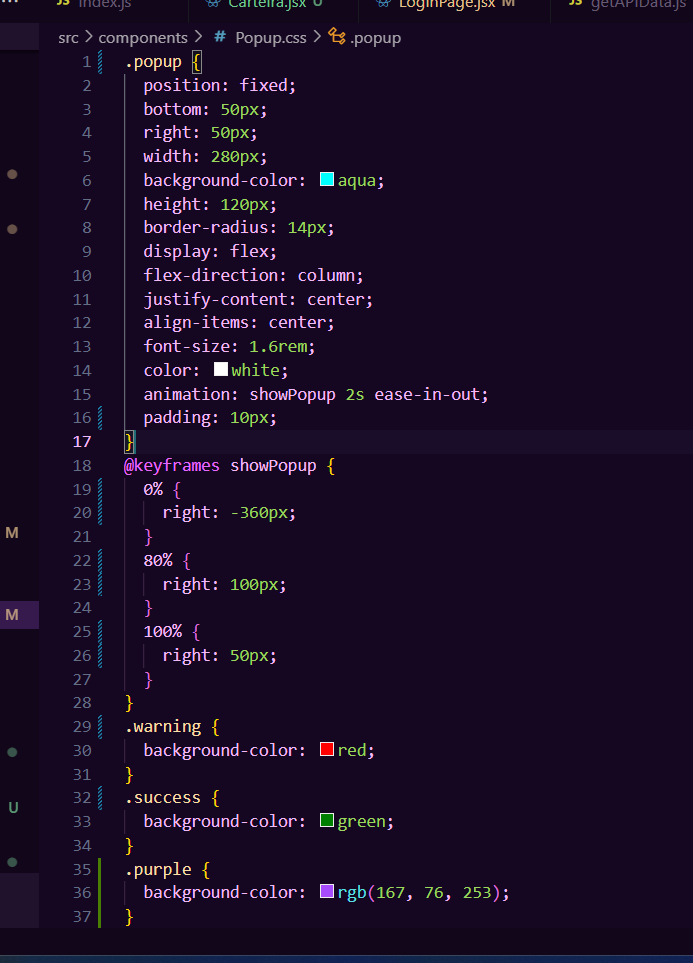 JS index.js Carteira.jsx U LoginPage.jsx M JS getAPIData.js
src > components > # Popup.css > .popup
1 .popup {
2 position: fixed;
3 bottom: 50px;
4 right: 50px;
5 width: 280px;
6 background-color: aqua;
7 height: 120px;
8 border-radius: 14px;
9 display: flex;
10 flex-direction: column;
11 justify-content: center;
12 align-items: center;
13 font-size: 1.6rem;
14 color: white;
15 animation: showPopup 2s ease-in-out;
16 padding: 10px;
17 }
18 @keyframes showPopup {
19 0% {
20 right: -360px;
21 }
22 80% {
23 right: 100px;
24 }
25 100% {
26 right: 50px;
27 }
28 }
29 .warning {
30 background-color: red;
31 }
32 .success {
33 background-color: green;
34 }
35 .purple {
36 background-color: rgb(167, 76, 253);
37 }
M
M
U